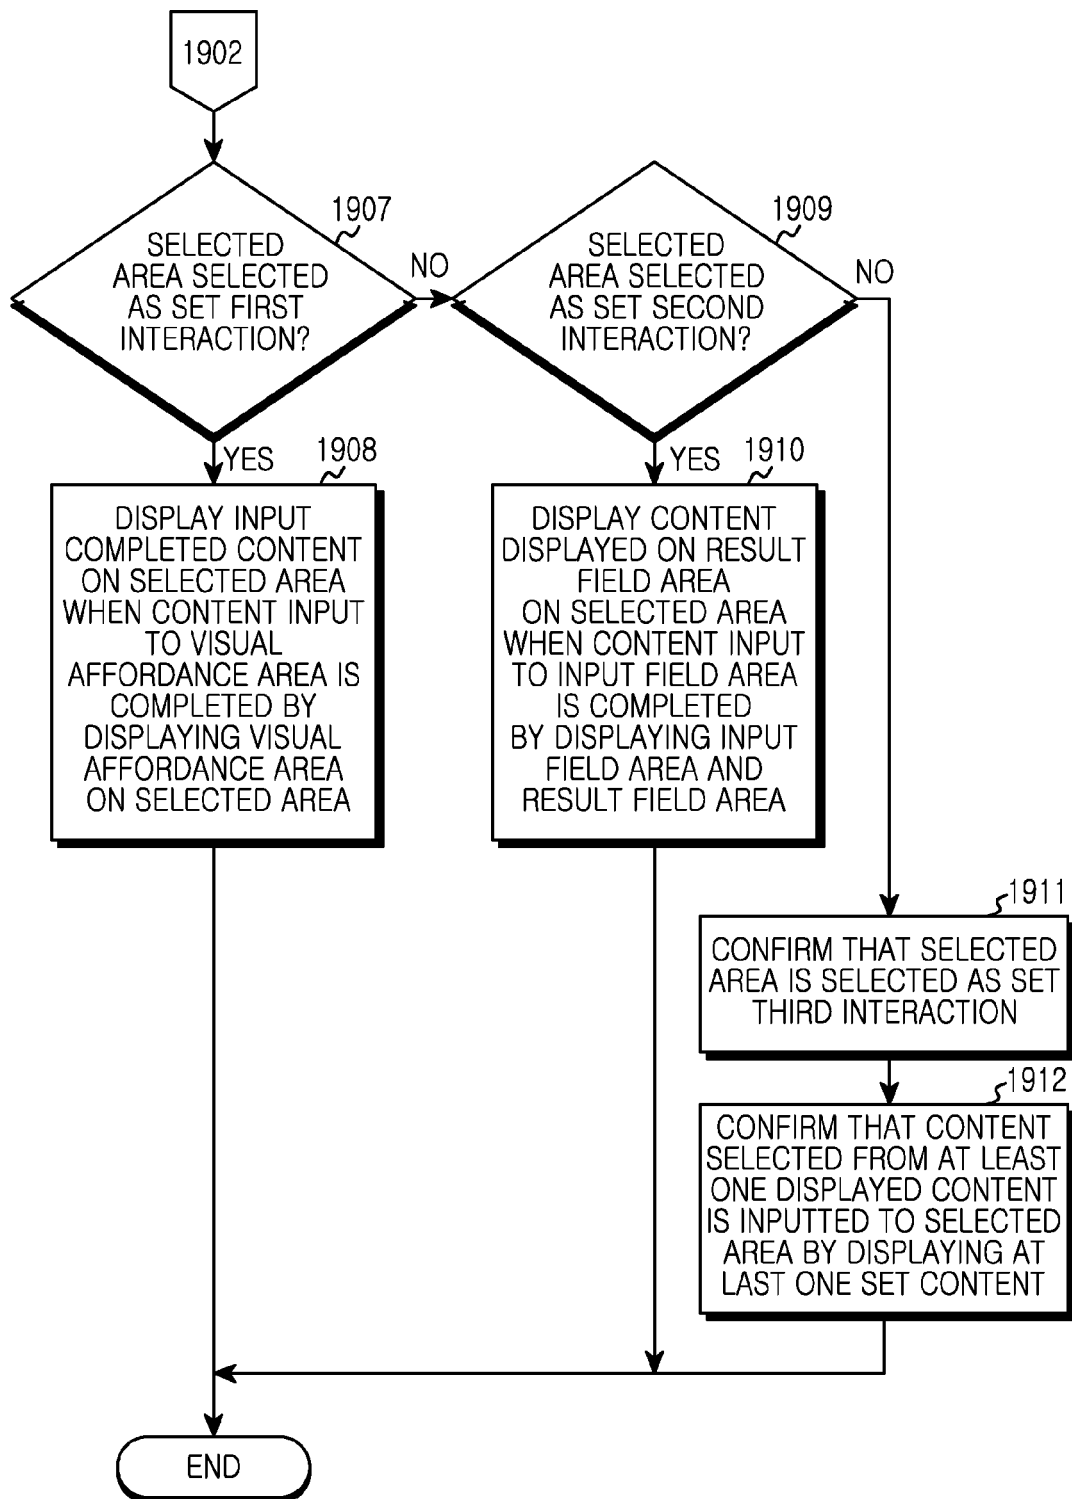 1902
1907
SELECTED
AREA SELECTED
AS SET FIRST
INTERACTION?
NO
1909
SELECTED
AREA SELECTED
AS SET SECOND
INTERACTION?
NO
YES
1908
DISPLAY INPUT
COMPLETED CONTENT
ON SELECTED AREA
WHEN CONTENT INPUT
TO VISUAL
AFFORDANCE AREA IS
COMPLETED BY
DISPLAYING VISUAL
AFFORDANCE AREA
ON SELECTED AREA
YES
1910
DISPLAY CONTENT
DISPLAYED ON RESULT
FIELD AREA
ON SELECTED AREA
WHEN CONTENT INPUT
TO INPUT FIELD AREA
IS COMPLETED
BY DISPLAYING INPUT
FIELD AREA AND
RESULT FIELD AREA
1911
CONFIRM THAT SELECTED
AREA IS SELECTED AS SET
THIRD INTERACTION
1912
CONFIRM THAT CONTENT
SELECTED FROM AT LEAST
ONE DISPLAYED CONTENT
IS INPUTTED TO SELECTED
AREA BY DISPLAYING AT
LAST ONE SET CONTENT
END